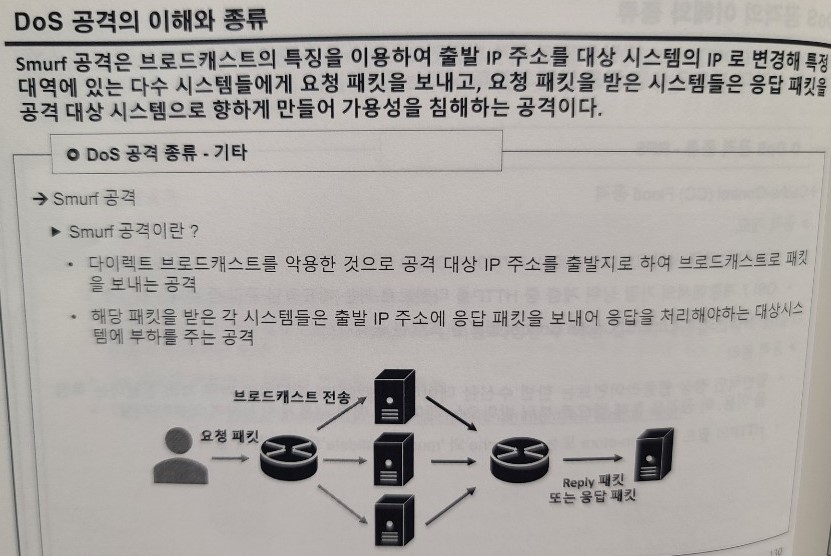 DoS 공격의 이해와 종류
Smurf 공격은 브로드캐스트의 특징을 이용하여 출발 IP 주소를 대상 시스템의 IP 로 변경해 특정
대역에 있는 다수 시스템들에게 요청 패킷을 보내고, 요청 패킷을 받은 시스템들은 응답 패킷을
공격 대상 시스템으로 향하게 만들어 가용성을 침해하는 공격이다.
DoS 공격 종류 - 기타
→ Smurf 공격
▶ Smurf 공격이란 ?
• 다이렉트 브로드캐스트를 악용한 것으로 공격 대상 IP 주소를 출발지로 하여 브로드캐스트로 패킷
을 보내는 공격
• 해당 패킷을 받은 각 시스템들은 출발 IP 주소에 응답 패킷을 보내어 응답을 처리해야하는 대상시스
템에 부하를 주는 공격
브로드캐스트 전송
요청 패킷
Reply 패킷
또는 응답 패킷